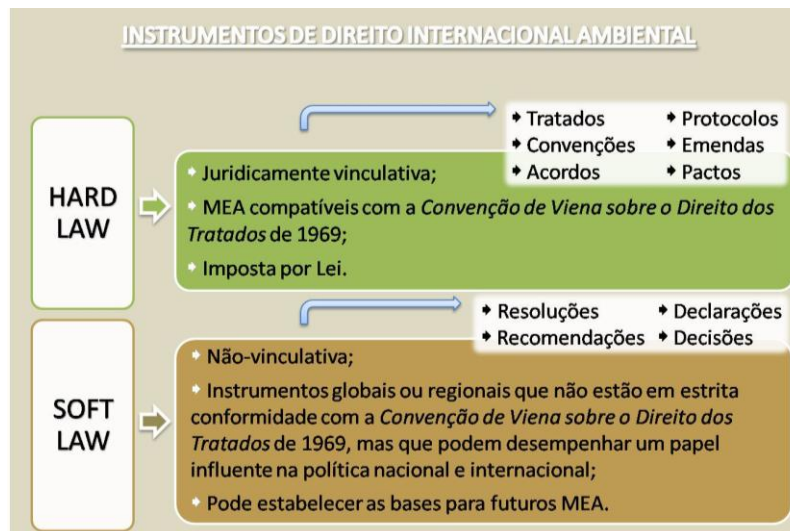 INSTRUMENTOS DE DIREITO INTERNACIONAL AMBIENTAL
HARD
LAW
➧ Tratados ➧ Protocolos
➧ Convenções ➧ Emendas
➧ Acordos ➧ Pactos
• Juridicamente vinculativa;
• MEA compatíveis com a Convenção de Viena sobre o Direito dos
Tratados de 1969;
• Imposta por Lei.
SOFT
LAW
➧ Resoluções ➧ Declarações
➧ Recomendações ➧ Decisões
• Não-vinculativa;
• Instrumentos globais ou regionais que não estão em estrita
conformidade com a Convenção de Viena sobre o Direito dos
Tratados de 1969, mas que podem desempenhar um papel
influente na política nacional e internacional;
• Pode estabelecer as bases para futuros MEA.